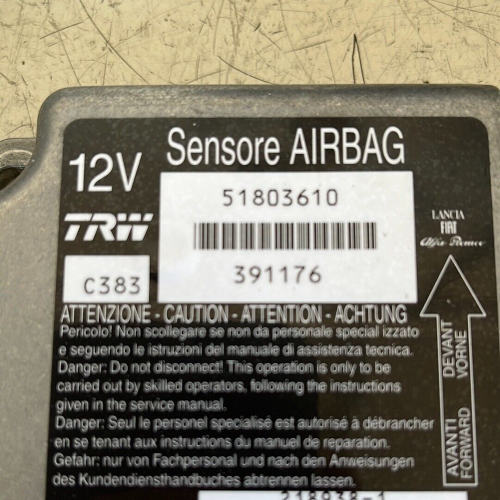 12V
Sensore AIRBAG
TRW
C383
51803610
391176
LANCIA
FIAT
Alfa Romeo
ATTENZIONE - CAUTION - ATTENTION - ACHTUNG
Pericolo! Non scollegare se non da personale special izzato
e seguendo le istruzioni del manuale di assistenza tecnica.
Danger: Do not disconnect! This operation is only to be
carried out by skilled operators, following the instructions
given in the service manual.
Danger: Seul le personel specialisé est autorisé à débrancher
en se tenant aux instructions du manuel de reparation.
Gefahr: nur von Fachpersonal und nach den Anweisungen
des Kundendiensthandbuches abtrennen lassen.
AVANTI DEVANT
FORWARD VORNE